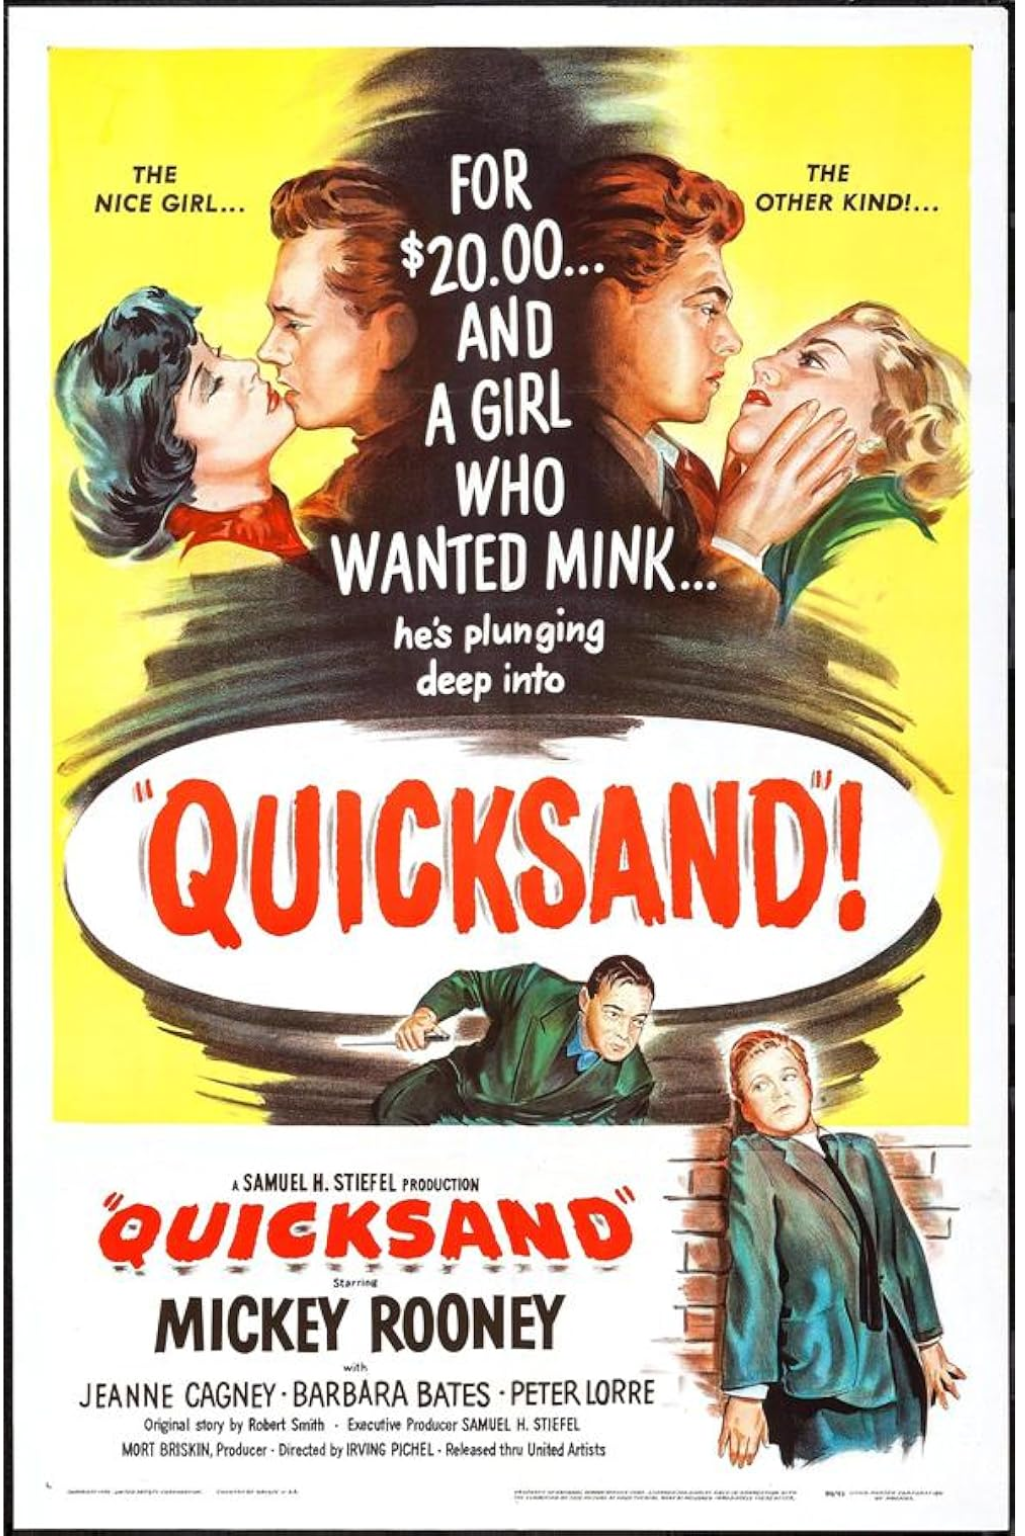 THE
NICE GIRL...
THE
OTHER KIND!...
FOR
$20.00...
AND
A GIRL
WHO
WANTED MINK...
he's plunging
deep into
"QUICKSAND"!
A SAMUEL H. STIEFEL PRODUCTION
"QUICKSAND"
Starring
MICKEY ROONEY
with
JEANNE CAGNEY · BARBARA BATES · PETER LORRE
Original story by Robert Smith · Executive Producer SAMUEL H. STIEFEL
MORT BRISKIN, Producer · Directed by IRVING PICHEL · Released thru United Artists